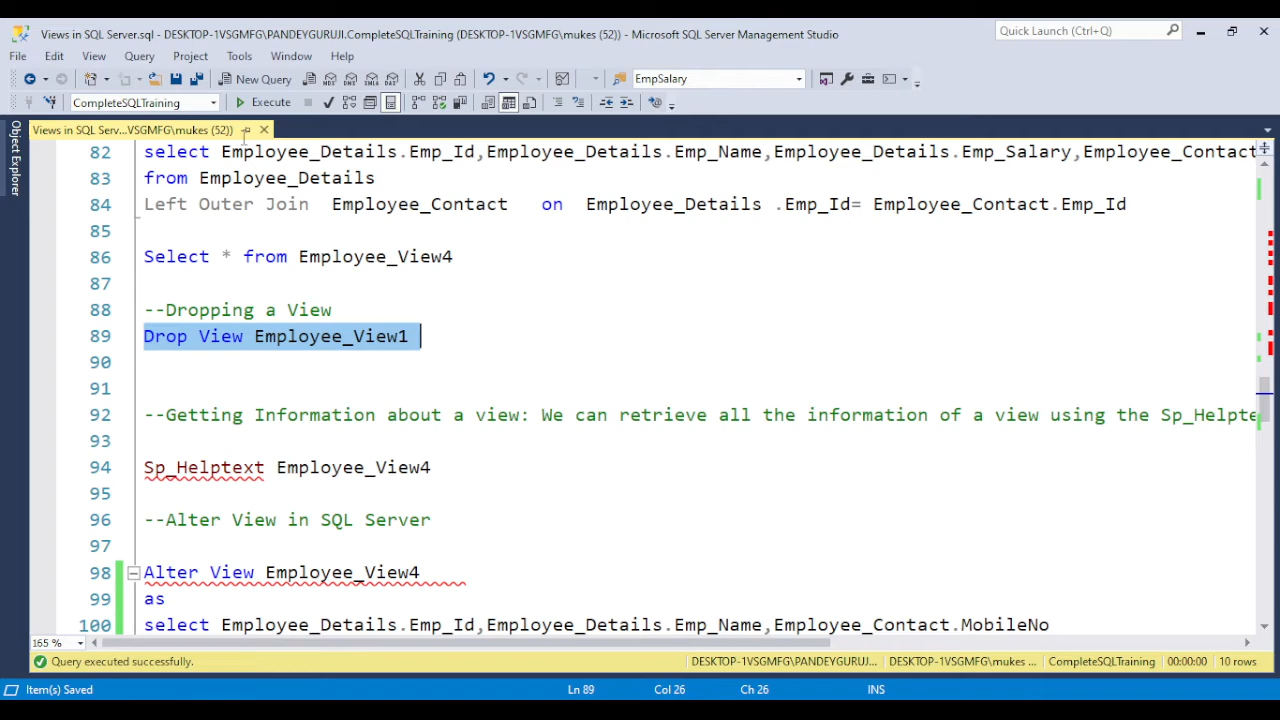 Views in SQL Server.sql - DESKTOP-1VSGMFG\PANDEYGURUJI.CompleteSQLTraining (DESKTOP-1VSGMFG\mukes (52)) - Microsoft SQL Server Management Studio
Quick Launch (Ctrl+Q)
File Edit View Query Project Tools Window Help
New Query
MDX DMX XMLA DAX
EmpSalary
CompleteSQLTraining
Execute
Views in SQL Serv...VSGMFG\mukes (52))
Object Explorer
82 select Employee_Details.Emp_Id,Employee_Details.Emp_Name,Employee_Details.Emp_Salary,Employee_Contact
83 from Employee_Details
84 Left Outer Join Employee_Contact on Employee_Details .Emp_Id= Employee_Contact.Emp_Id
85
86 Select * from Employee_View4
87
88 --Dropping a View
89 Drop View Employee_View1
90
91
92 --Getting Information about a view: We can retrieve all the information of a view using the Sp_Helpte
93
94 Sp_Helptext Employee_View4
95
96 --Alter View in SQL Server
97
98 Alter View Employee_View4
99 as
100 select Employee_Details.Emp_Id,Employee_Details.Emp_Name,Employee_Contact.MobileNo
165 %
Query executed successfully.
DESKTOP-1VSGMFG\PANDEYGURUJI... DESKTOP-1VSGMFG\mukes ... CompleteSQLTraining 00:00:00 10 rows
Item(s) Saved
Ln 89 Col 26 Ch 26 INS